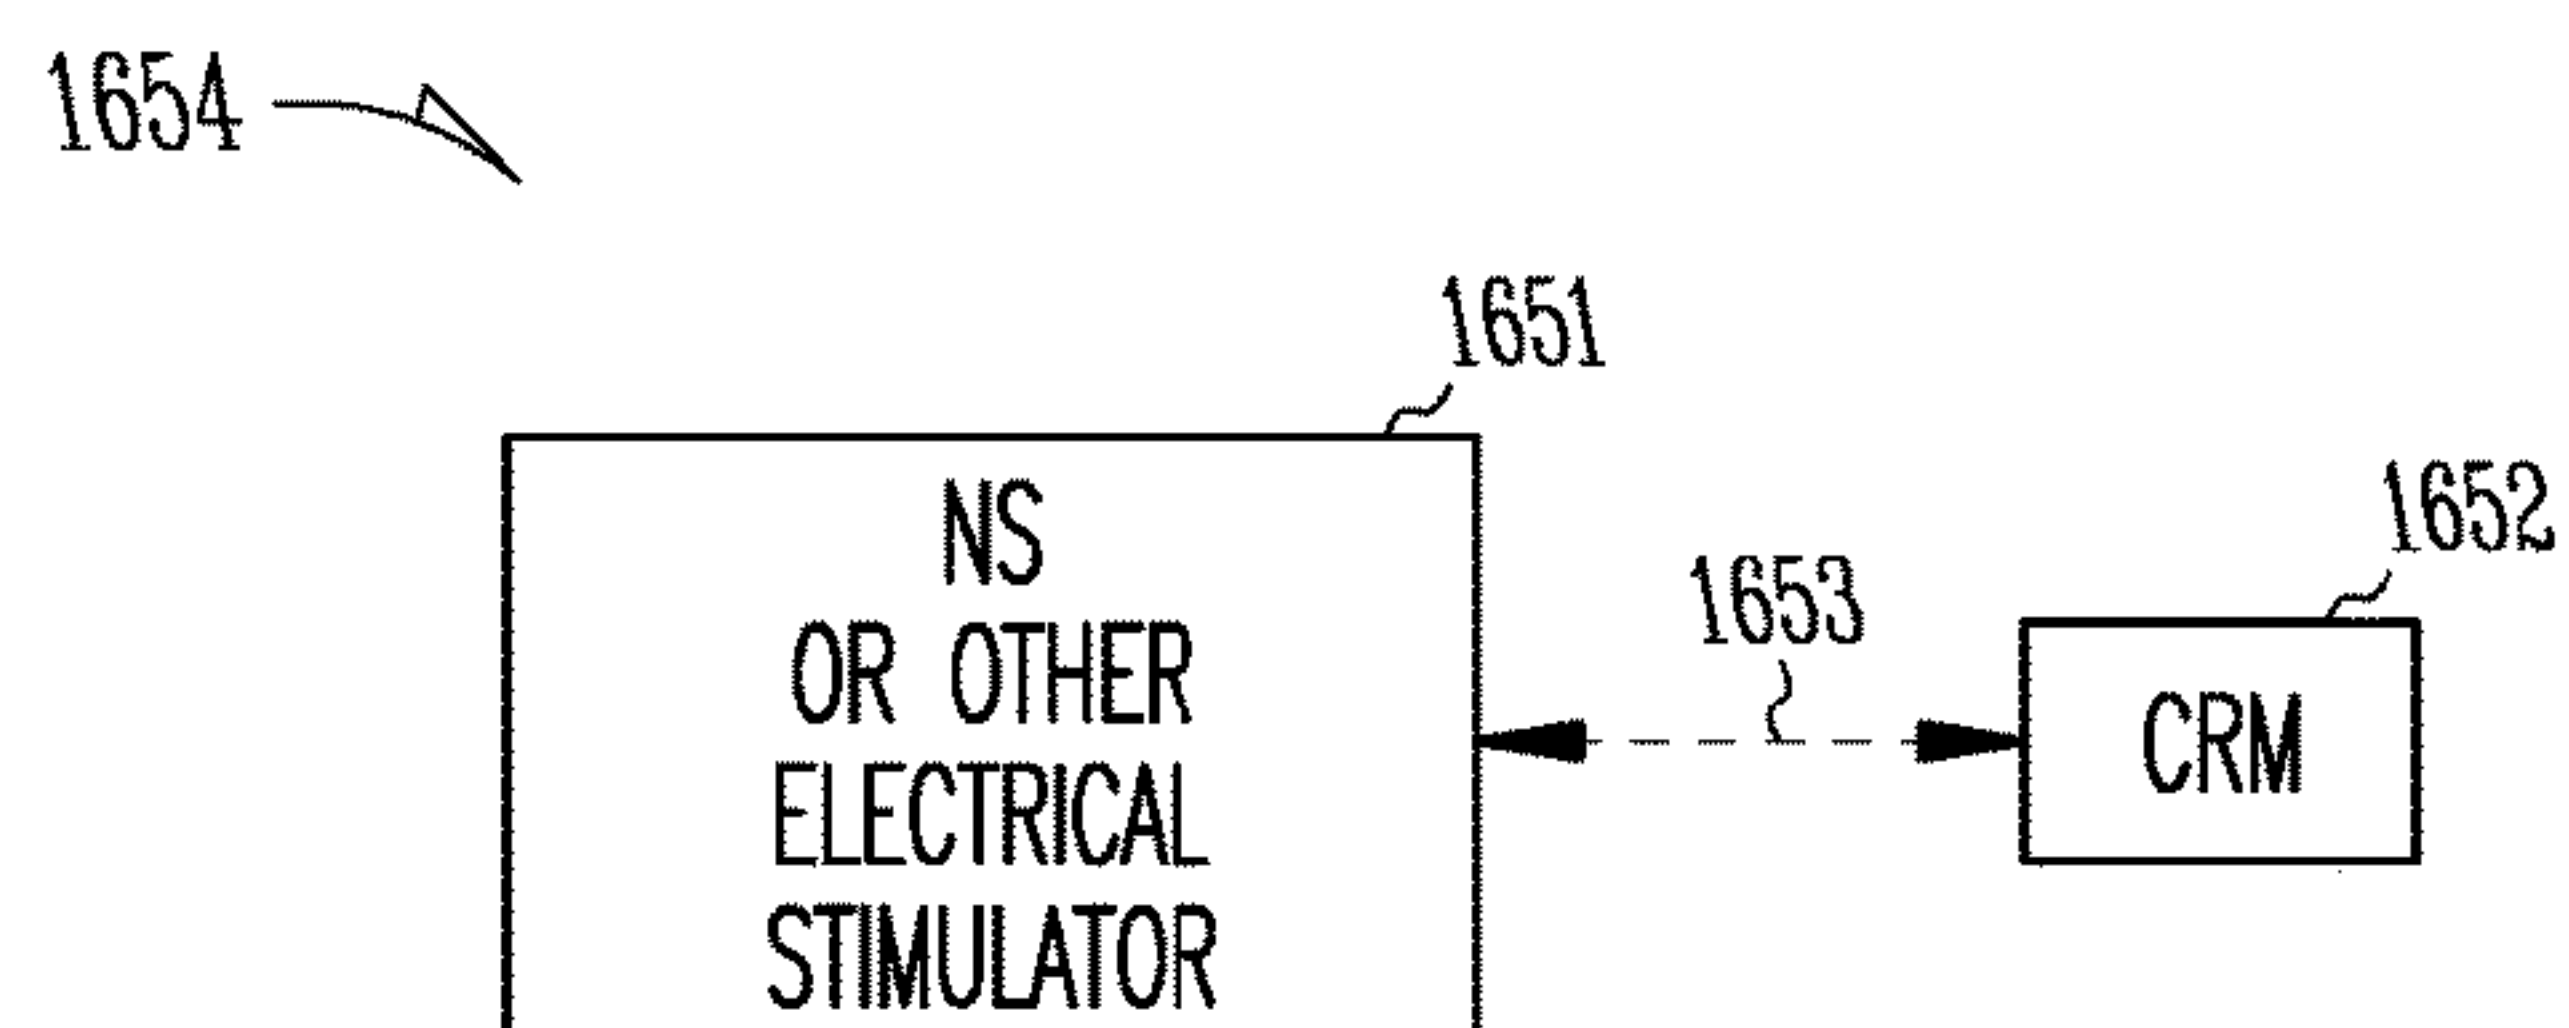 1654
1651
NS
OR OTHER
ELECTRICAL
STIMULATOR
1653
1652
CRM